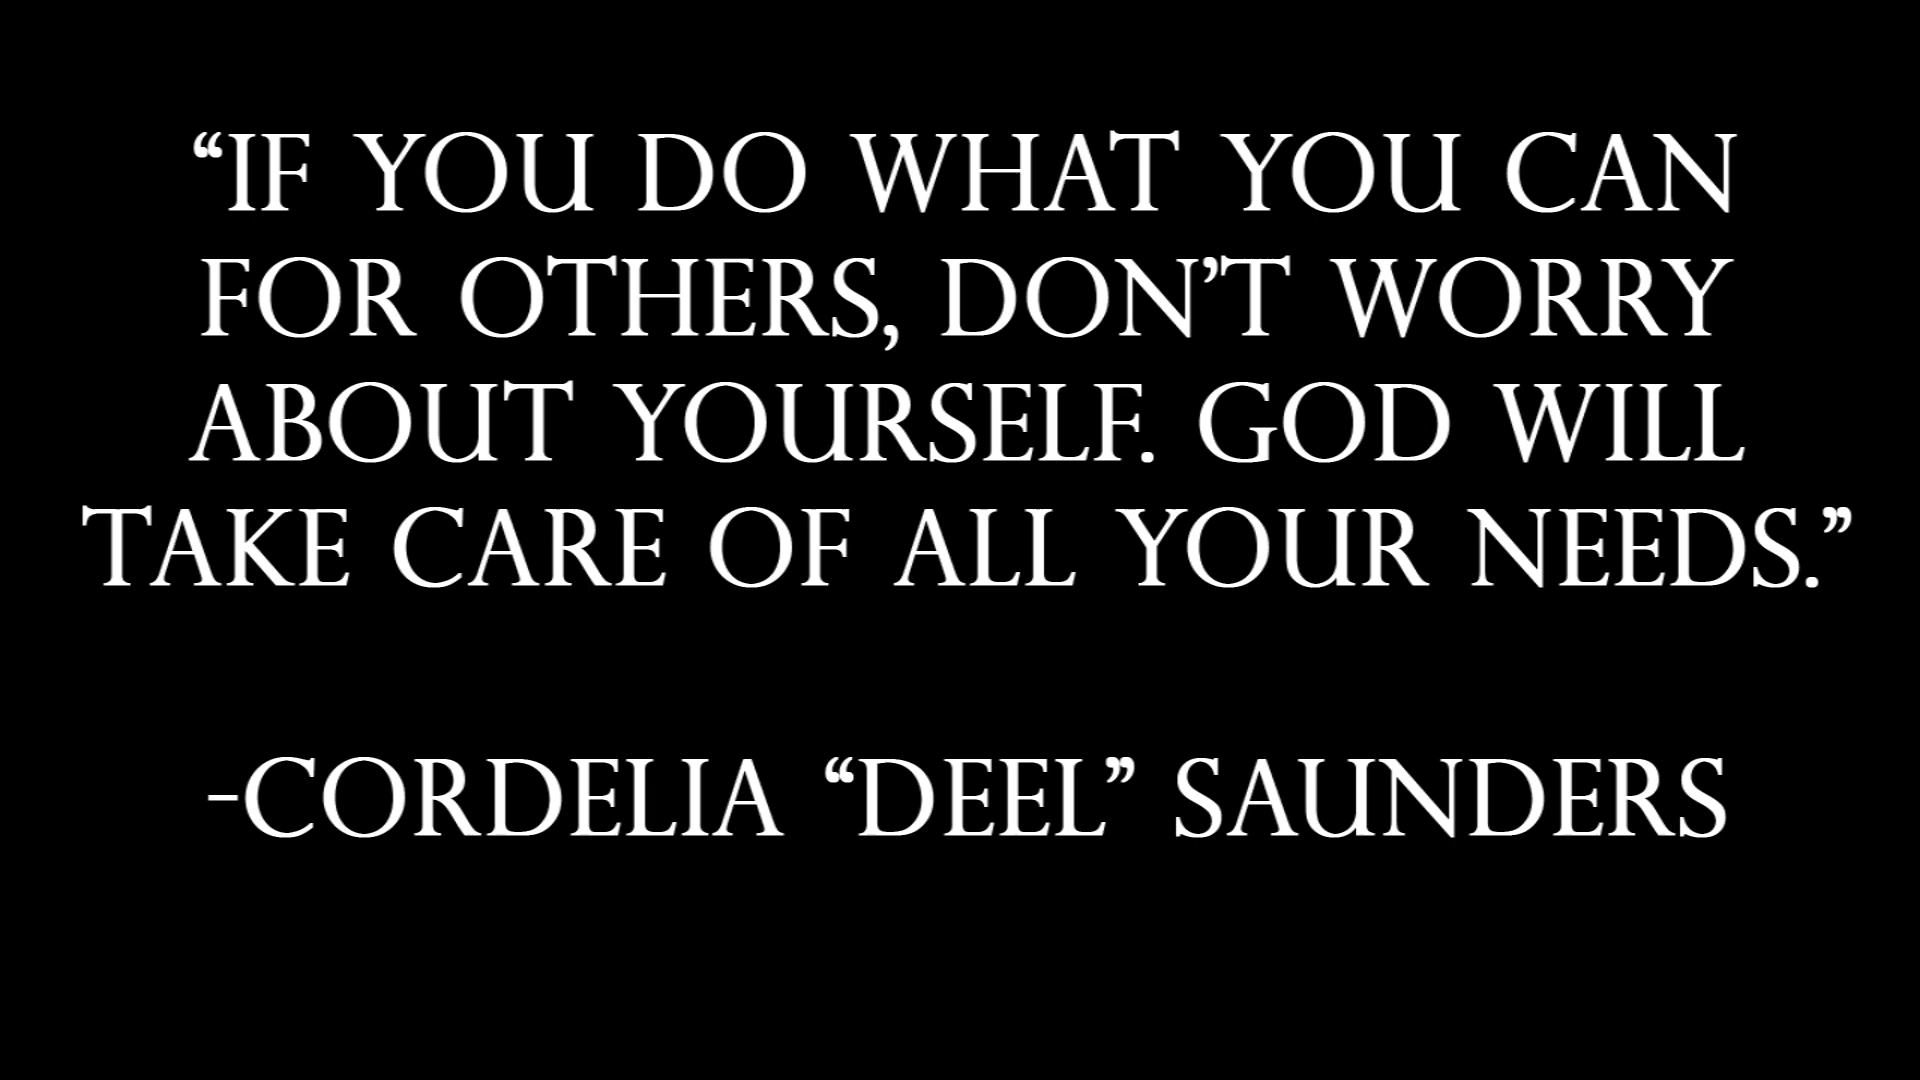 “IF YOU DO WHAT YOU CAN
FOR OTHERS, DON’T WORRY
ABOUT YOURSELF. GOD WILL
TAKE CARE OF ALL YOUR NEEDS.”
-CORDELIA “DEEL” SAUNDERS